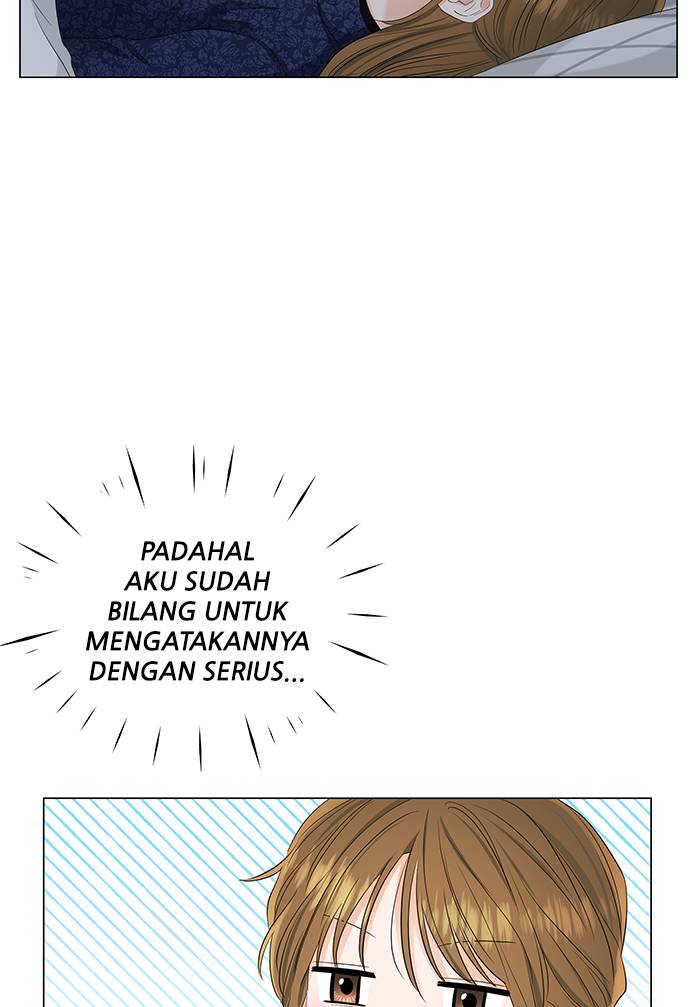 PADAHAL
AKU SUDAH
BILANG UNTUK
MENGATAKANNYA
DENGAN SERIUS...